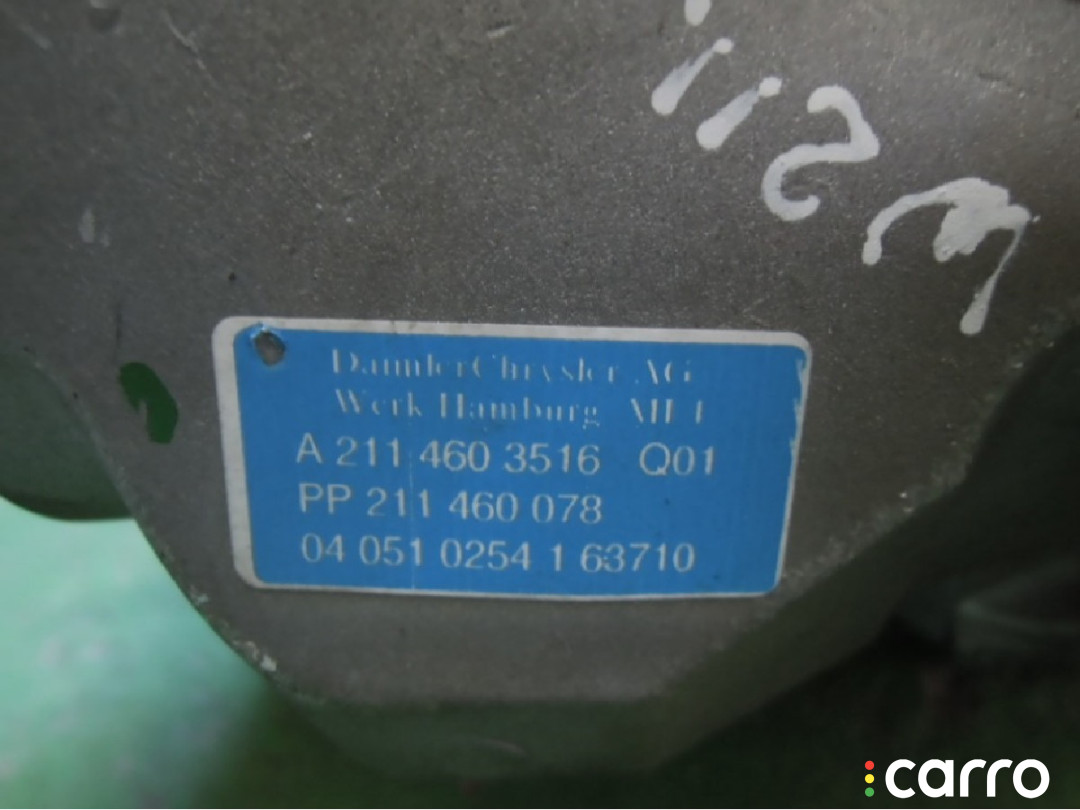 DaimlerChrysler AG
Werk Hamburg
A 211 460 3516 Q01
PP 211 460 078
04 051 0254 1 63710
carro